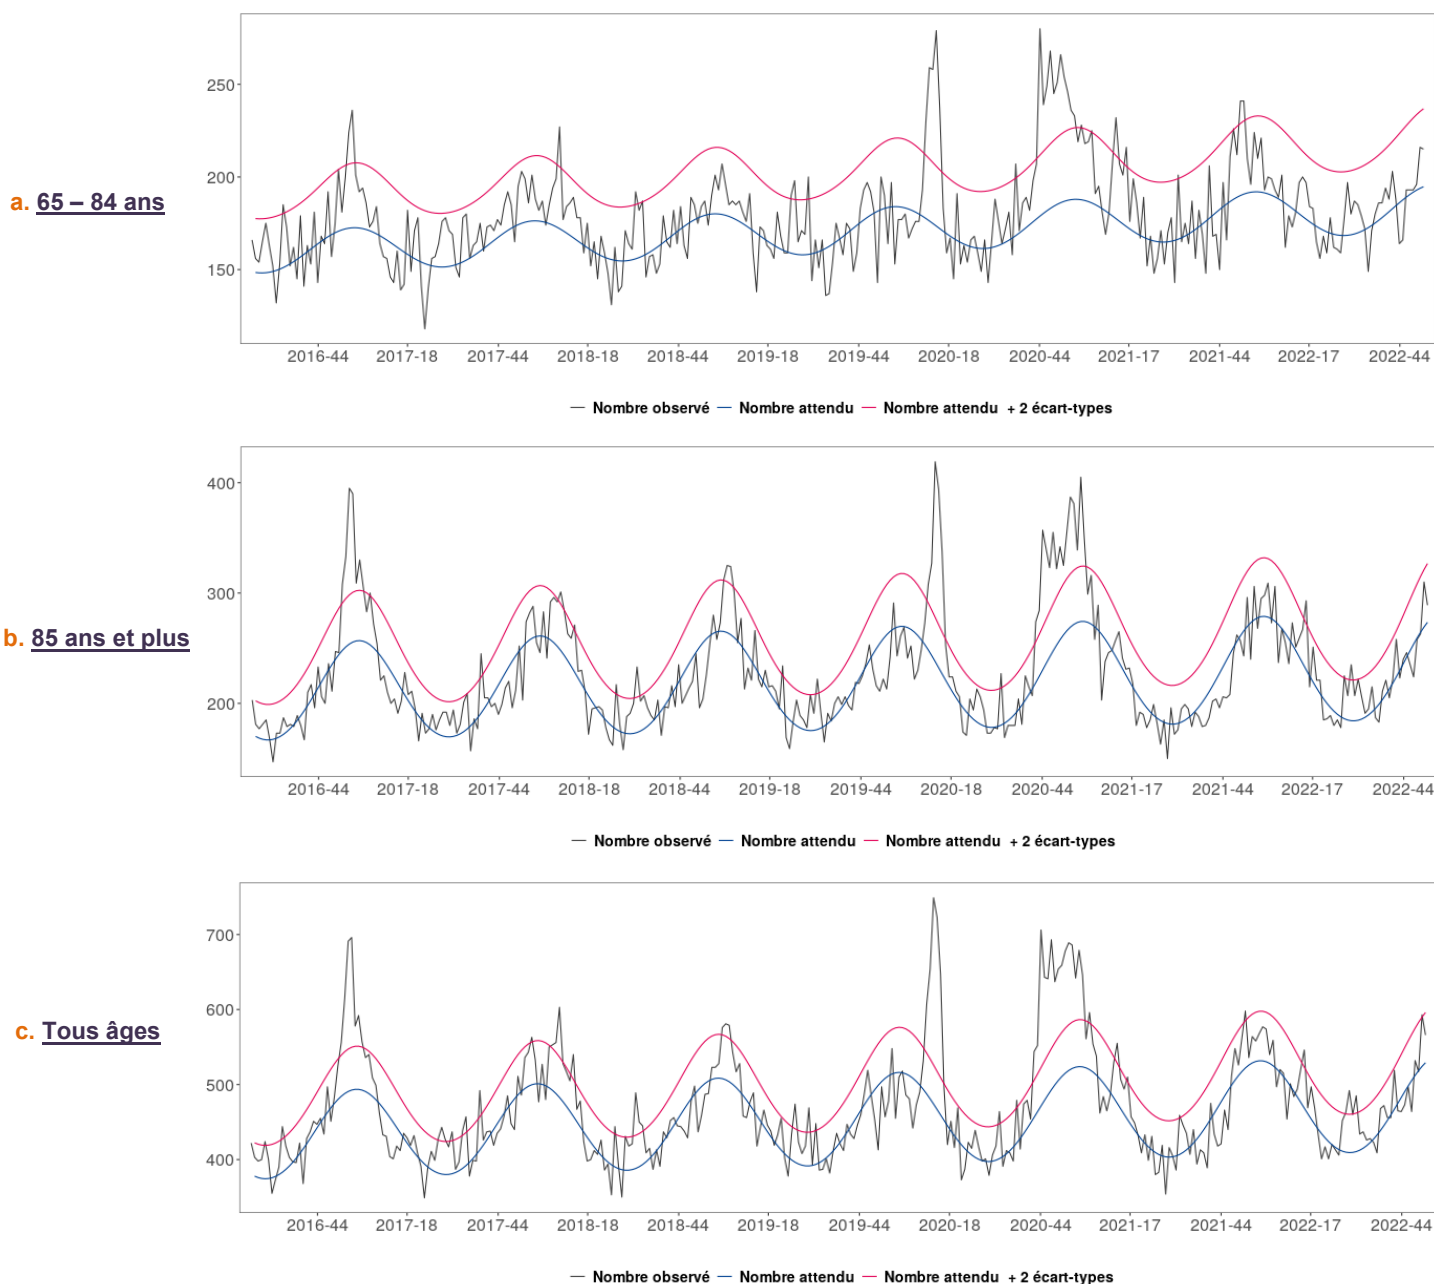 250
200
150
a. 65 – 84 ans
2016-44 2017-18 2017-44 2018-18 2018-44 2019-18 2019-44 2020-18 2020-44 2021-17 2021-44 2022-17 2022-44
Nombre observé Nombre attendu Nombre attendu + 2 écart-types
400
300
200
b. 85 ans et plus
2016-44 2017-18 2017-44 2018-18 2018-44 2019-18 2019-44 2020-18 2020-44 2021-17 2021-44 2022-17 2022-44
Nombre observé Nombre attendu Nombre attendu + 2 écart-types
700
600
500
400
c. Tous âges
2016-44 2017-18 2017-44 2018-18 2018-44 2019-18 2019-44 2020-18 2020-44 2021-17 2021-44 2022-17 2022-44
Nombre observé Nombre attendu Nombre attendu + 2 écart-types